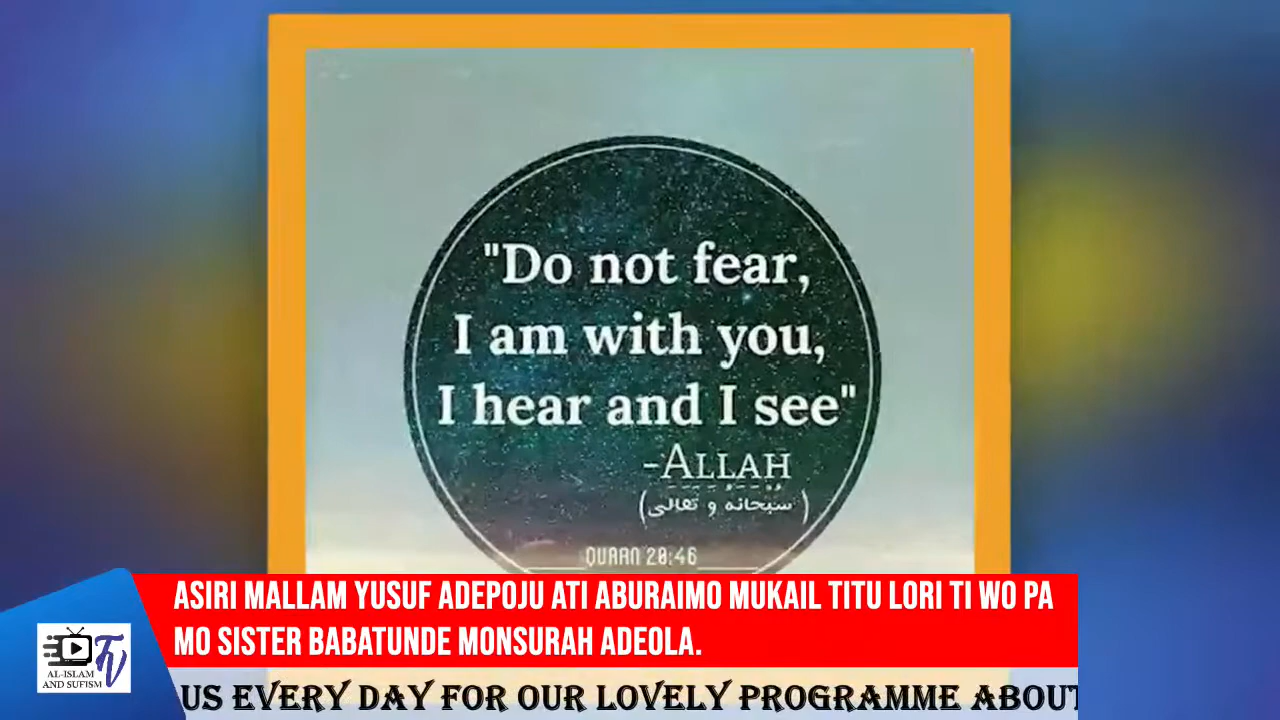 "Do not fear,
I am with you,
I hear and I see"
-ALLAH
(سبحانه و تعالى)
QURAN 20:46
ASIRI MALLAM YUSUF ADEPOJU ATI ABURAIMO MUKAIL TITU LORI TI WO PA
MO SISTER BABATUNDE MONSURAH ADEOLA.
TV
AL-ISLAM
AND SUFISM
US EVERY DAY FOR OUR LOVELY PROGRAMME ABOUT